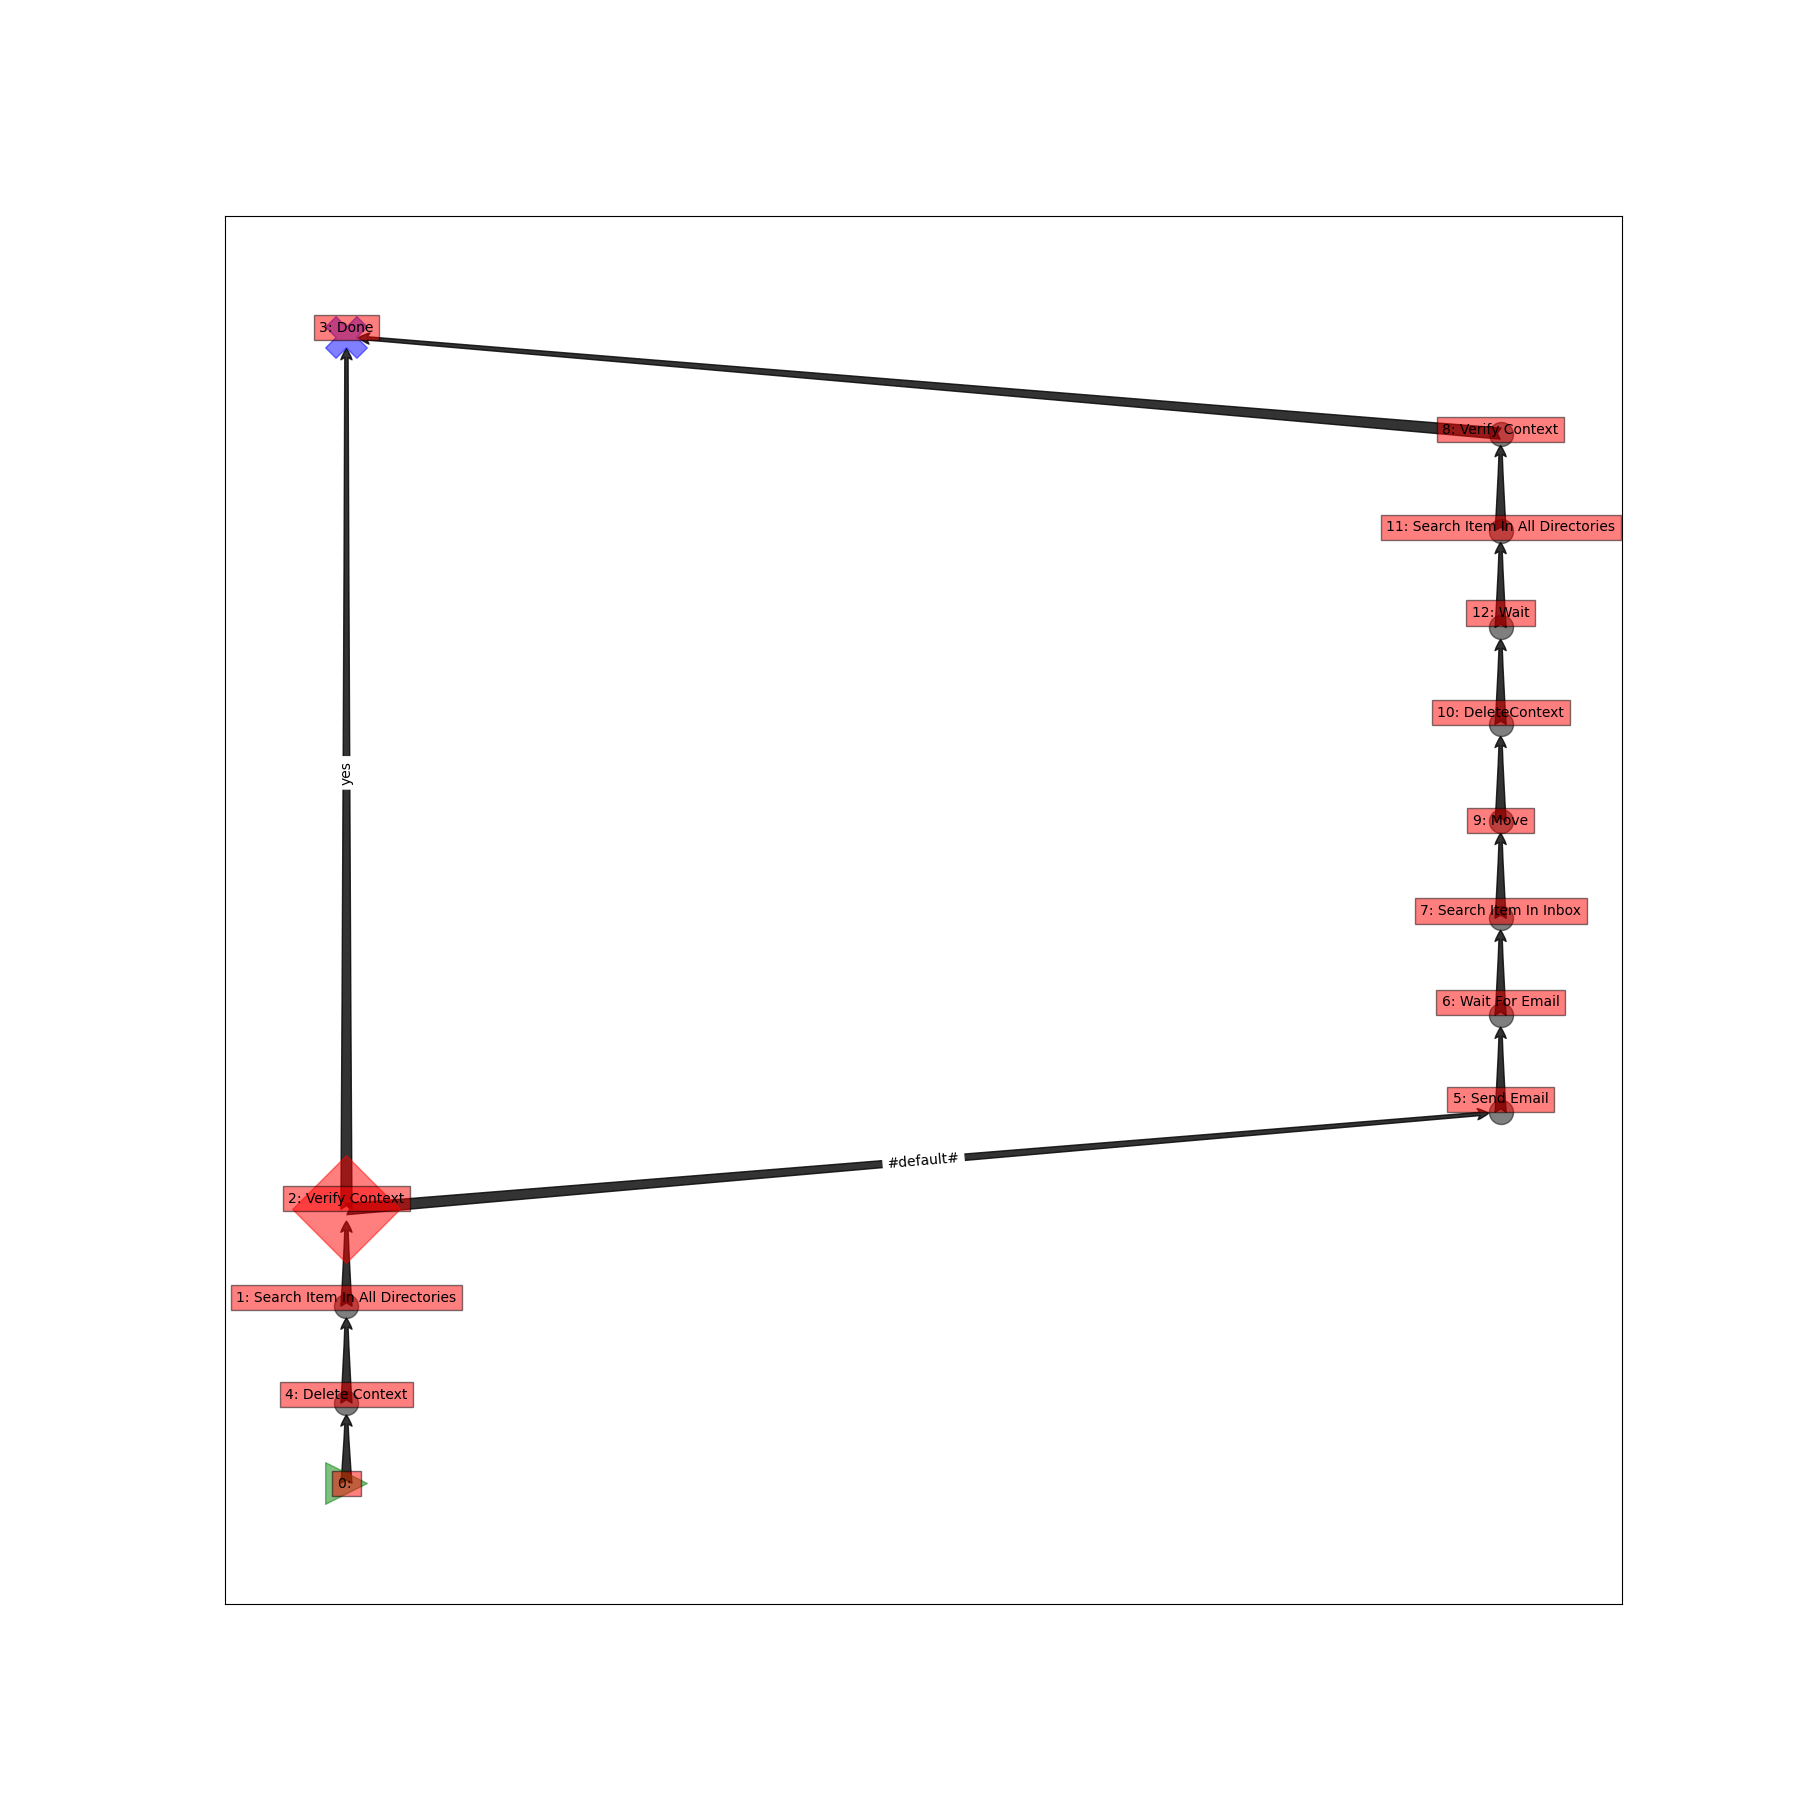 3: Done
8: Verify Context
11: Search Item In All Directories
12: Wait
10: DeleteContext
yes
9: Move
7: Search Item In Inbox
6: Wait For Email
5: Send Email
#default#
2: Verify Context
1: Search Item In All Directories
4: Delete Context
0: